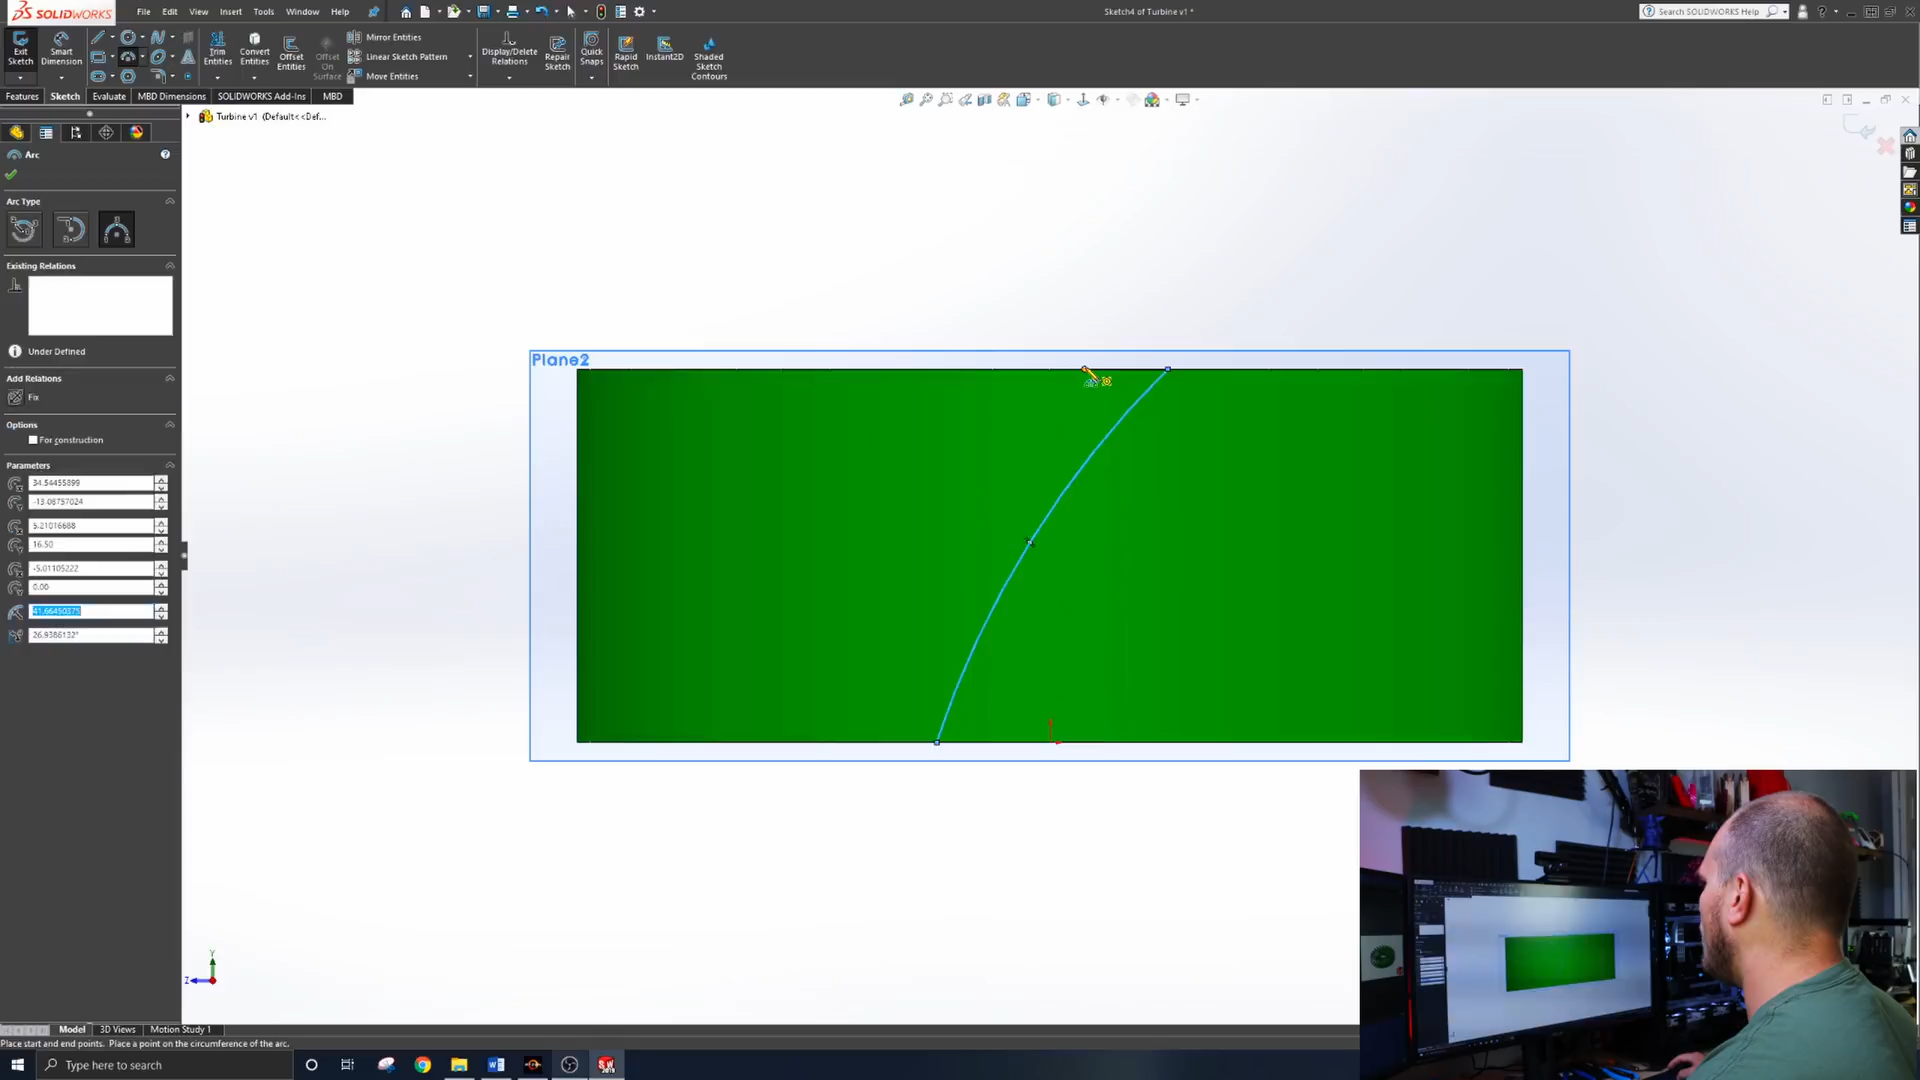 SOLIDWORKS
File Edit View Insert Tools Window Help
Sketch4 of Turbine v1 *
Search SOLIDWORKS Help
Exit Sketch
Smart Dimension
Trim Entities
Convert Entities
Offset Entities
Offset On Surface
Mirror Entities
Linear Sketch Pattern
Move Entities
Display/Delete Relations
Repair Sketch
Quick Snaps
Rapid Sketch
Instant2D
Shaded Sketch Contours
Features Sketch Evaluate MBD Dimensions SOLIDWORKS Add-Ins MBD
Turbine v1 (Default<<Def...
Arc
Arc Type
Existing Relations
Under Defined
Add Relations
Fix
Options
For construction
Parameters
34.54455899
-13.08757024
5.21016688
16.50
-5.01105222
0.00
41.66450375
26.9386132°
Plane2
Y
Z
Model 3D Views Motion Study 1
Place start and end points. Place a point on the circumference of the arc.
Type here to search